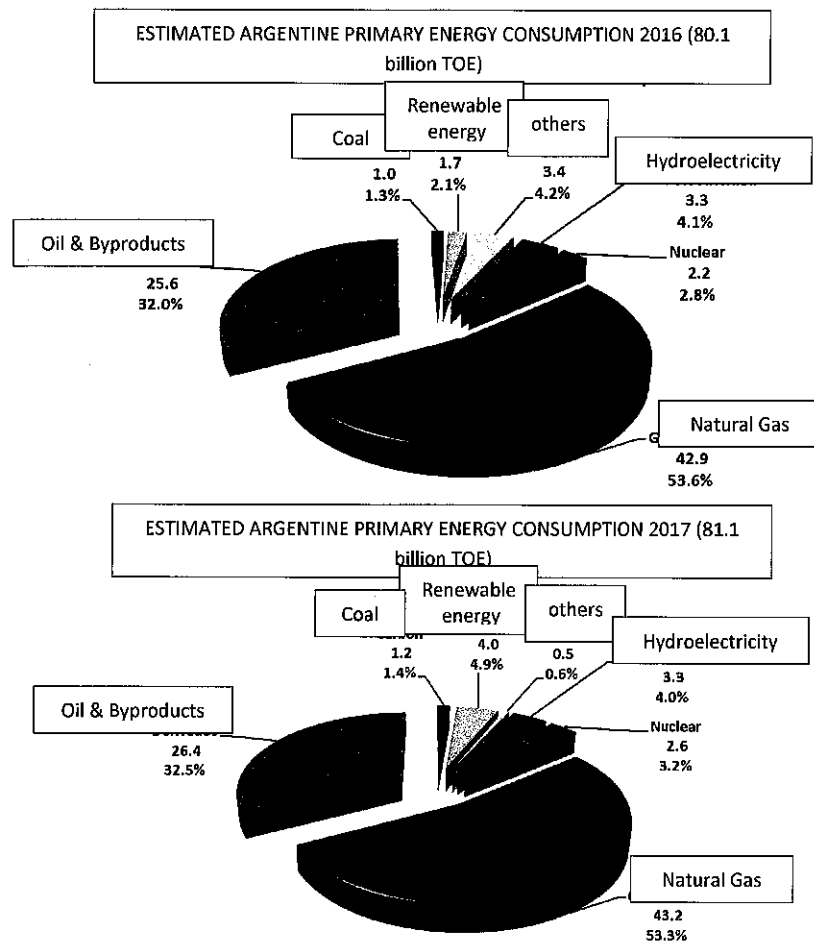 ESTIMATED ARGENTINE PRIMARY ENERGY CONSUMPTION 2016 (80.1
billion TOE)
Renewable
energy
others
Coal
Hydroelectricity
1.0
1.3%
1.7
2.1%
3.4
4.2%
3.3
4.1%
Oil & Byproducts
25.6
32.0%
Nuclear
2.2
2.8%
Natural Gas
42.9
53.6%
ESTIMATED ARGENTINE PRIMARY ENERGY CONSUMPTION 2017 (81.1
billion TOE)
Renewable
energy
others
Coal
Hydroelectricity
1.2
1.4%
4.0
4.9%
0.5
0.6%
3.3
4.0%
Oil & Byproducts
26.4
32.5%
Nuclear
2.6
3.2%
Natural Gas
43.2
53.3%